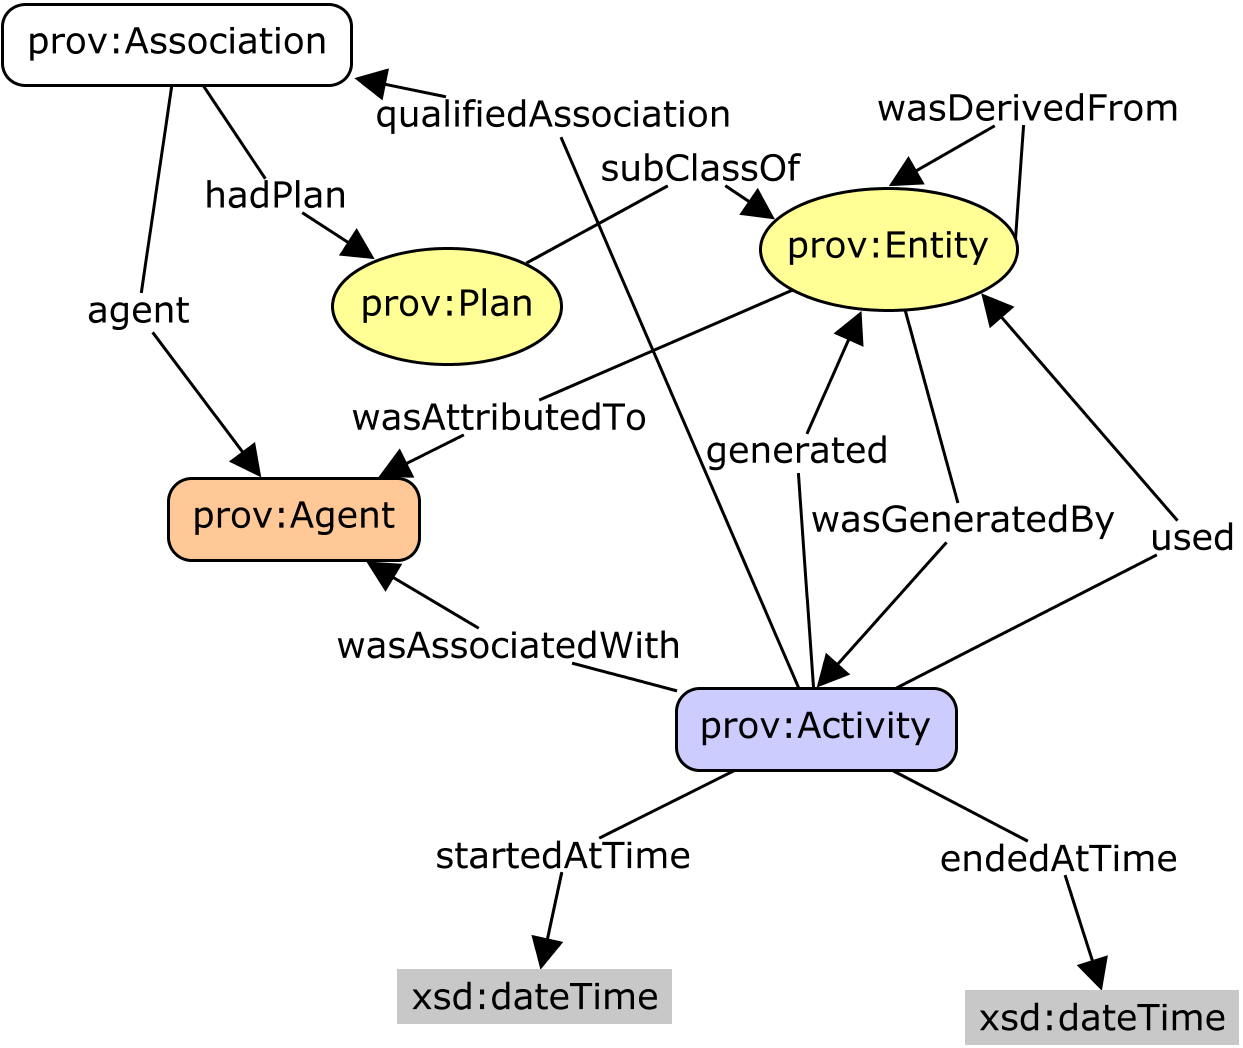 prov:Association
qualifiedAssociation
wasDerivedFrom
subClassOf
hadPlan
prov:Entity
prov:Plan
agent
wasAttributedTo
generated
prov:Agent
wasGeneratedBy
used
wasAssociatedWith
prov:Activity
startedAtTime
endedAtTime
xsd:dateTime
xsd:dateTime